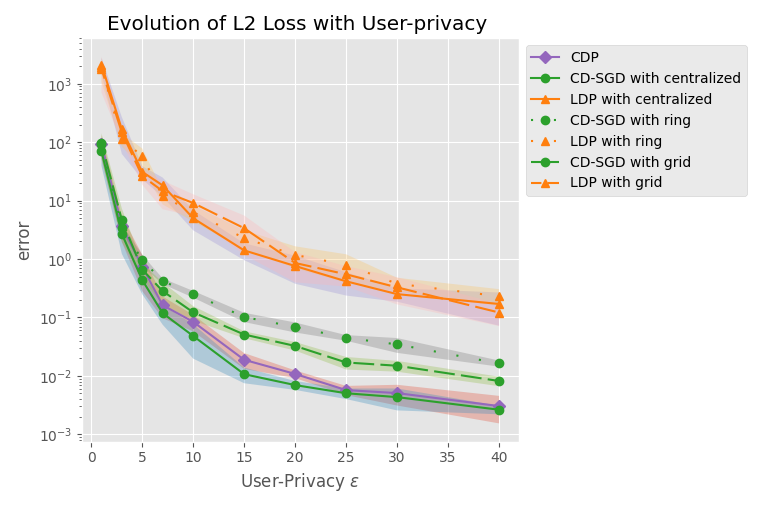 Evolution of L2 Loss with User-privacy
CDP
CD-SGD with centralized
LDP with centralized
CD-SGD with ring
LDP with ring
CD-SGD with grid
LDP with grid
error
10³
10²
10¹
10⁰
10⁻¹
10⁻²
10⁻³
0 5 10 15 20 25 30 35 40
User-Privacy ε